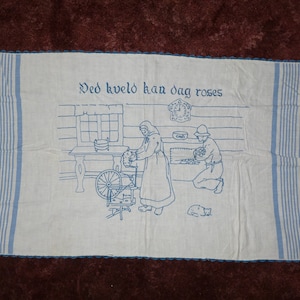 Ved kveld kan dag roses